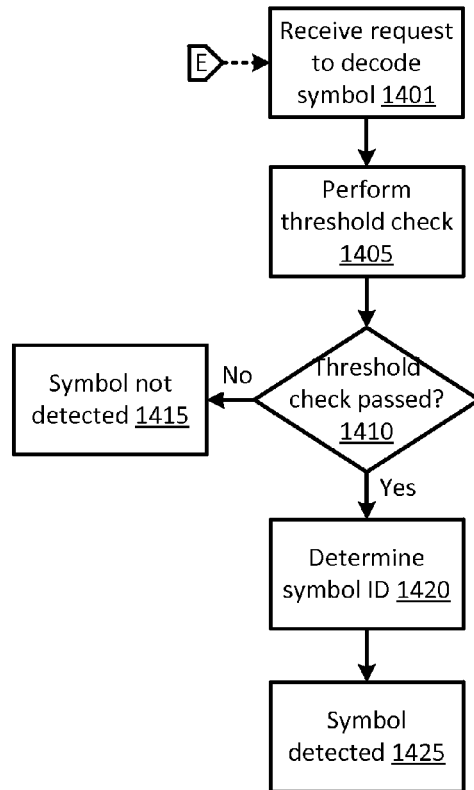 Receive request
to decode
symbol 1401
E
Perform
threshold check
1405
Threshold
check passed?
1410
No
Symbol not
detected 1415
Yes
Determine
symbol ID 1420
Symbol
detected 1425